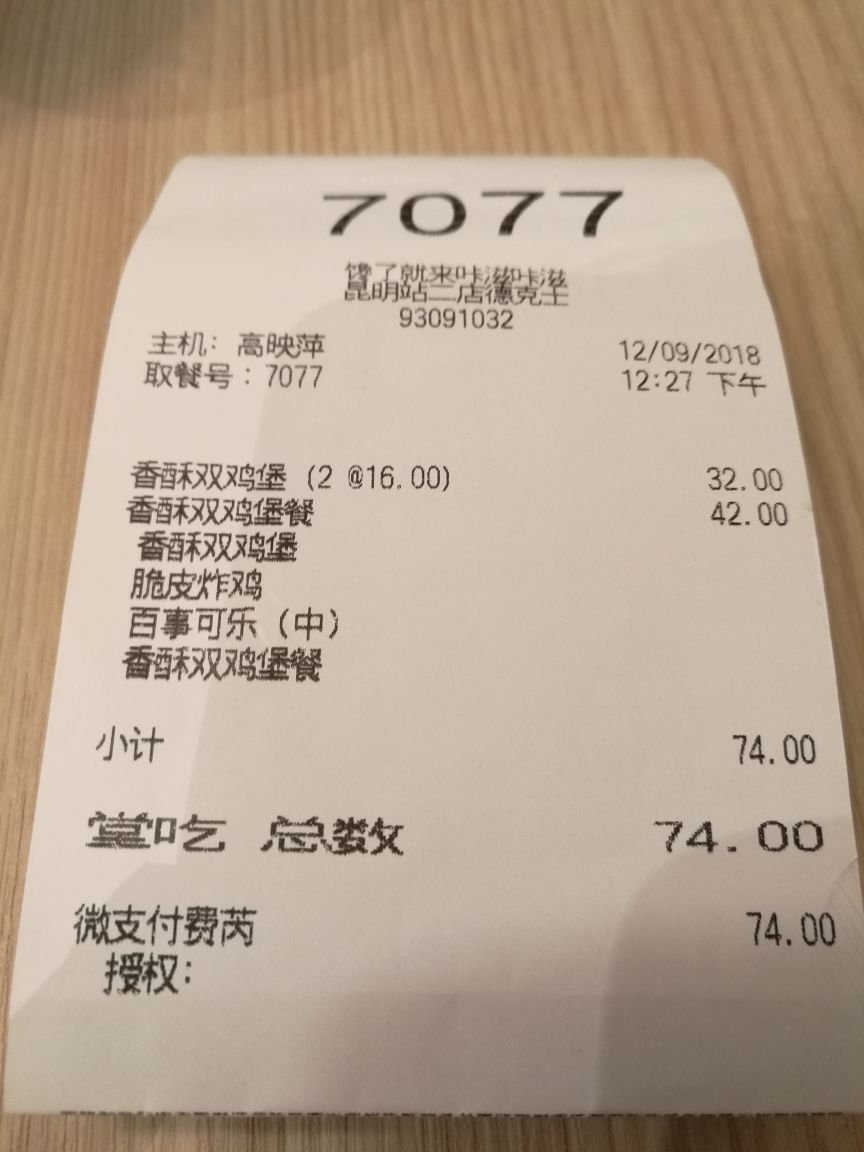 7077
馋了就来咔滋咔滋
昆明站二店德克士
93091032
主机: 高映萍 12/09/2018
取餐号:7077 12:27 下午
香酥双鸡堡 (2 @16.00) 32.00
香酥双鸡堡餐 42.00
香酥双鸡堡
脆皮炸鸡
百事可乐(中)
香酥双鸡堡餐
小计 74.00
堂吃 总数 74.00
微支付费芮 74.00
授权: